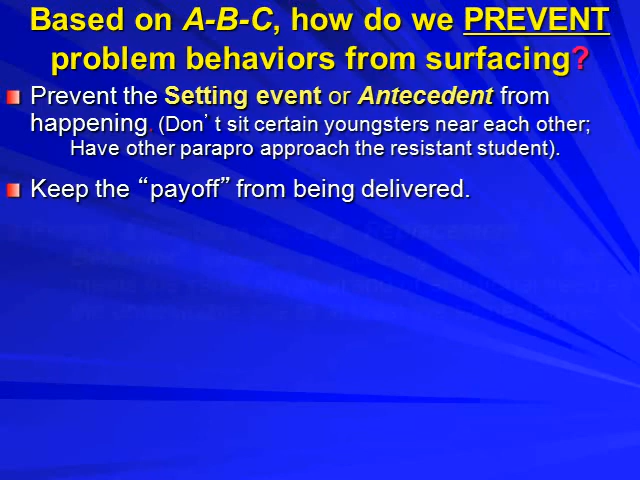 Based on A-B-C, how do we PREVENT
problem behaviors from surfacing?
Prevent the Setting event or Antecedent from
happening. (Don’ t sit certain youngsters near each other;
Have other parapro approach the resistant student).
Keep the “payoff” from being delivered.